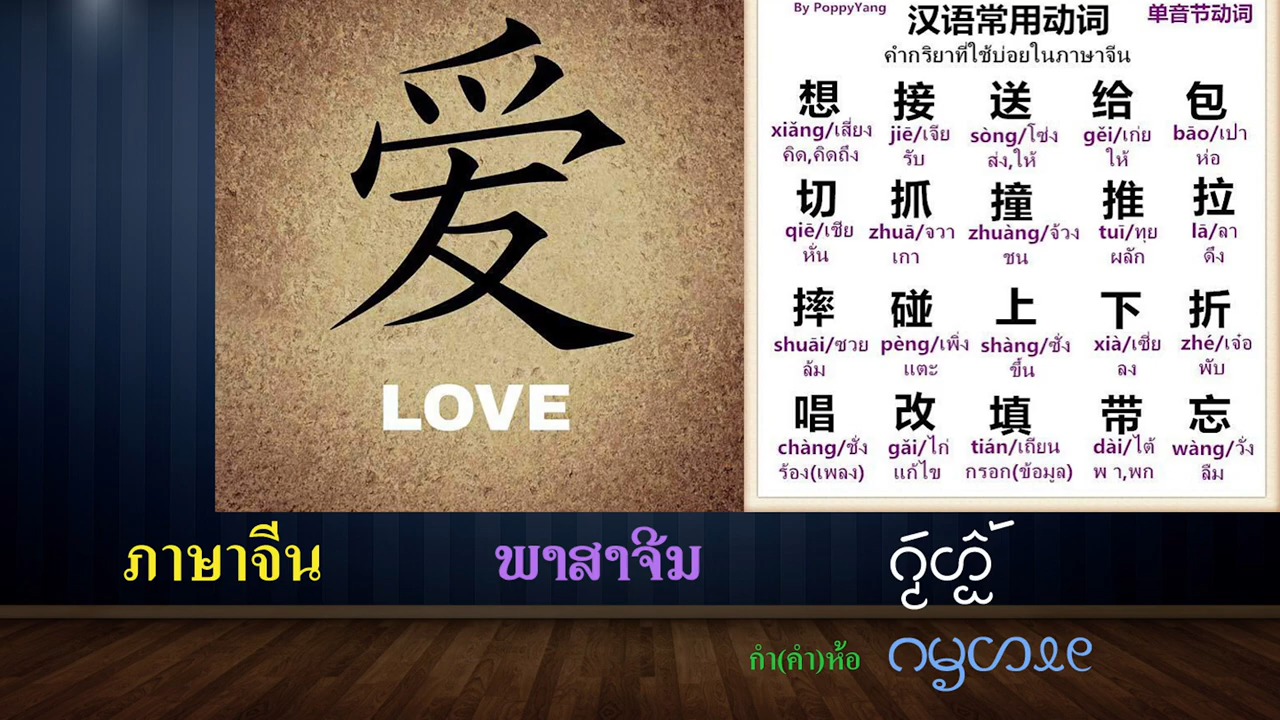 爱
LOVE
By PoppyYang
汉语常用动词
单音节动词
คำกริยาที่ใช้บ่อยในภาษาจีน
想 接 送 给 包
xiǎng/เสี่ยง jiē/เจีย sòng/โซ่ง gěi/เก่ย bāo/เปา
คิด,คิดถึง รับ ส่ง,ให้ ให้ ห่อ
切 抓 撞 推 拉
qiē/เชีย zhuā/จวา zhuàng/จ้วง tuī/ทุย lā/ลา
หั่น เกา ชน ผลัก ดึง
摔 碰 上 下 折
shuāi/ซวย pèng/เพิ่ง shàng/ซั่ง xià/เซี่ย zhé/เจ๋อ
ล้ม แตะ ขึ้น ลง พับ
唱 改 填 带 忘
chàng/ชั่ง gǎi/ไก่ tián/เถียน dài/ไต้ wàng/วั่ง
ร้อง(เพลง) แก้ไข กรอก(ข้อมูล) พ า,พก ลืม
ภาษาจีน ພາສາຈີນ
กำ(คำ)ห้อ